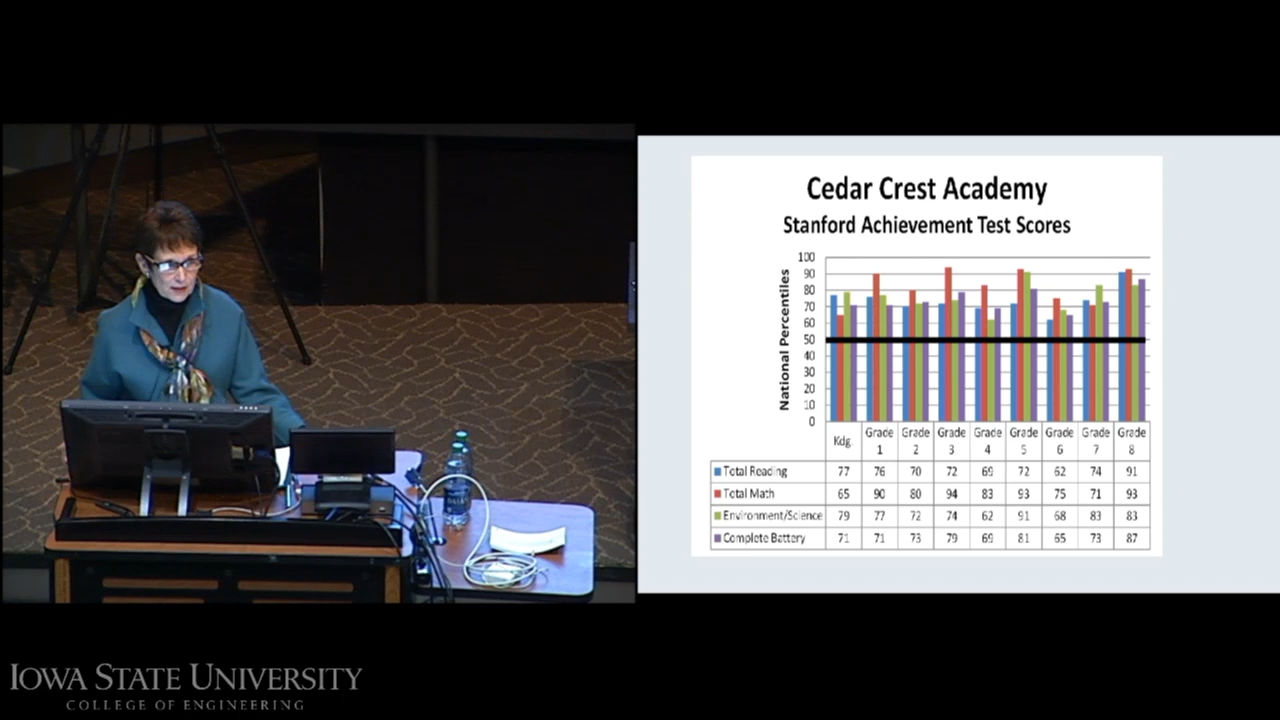 Cedar Crest Academy
Stanford Achievement Test Scores
National Percentiles
100
90
80
70
60
50
40
30
20
10
0
Kdg. Grade 1 Grade 2 Grade 3 Grade 4 Grade 5 Grade 6 Grade 7 Grade 8
Total Reading 77 76 70 72 69 72 62 74 91
Total Math 65 90 80 94 83 93 75 71 93
Environment/Science 79 77 72 74 62 91 68 83 83
Complete Battery 71 71 73 79 69 81 65 73 87
IOWA STATE UNIVERSITY
COLLEGE OF ENGINEERING